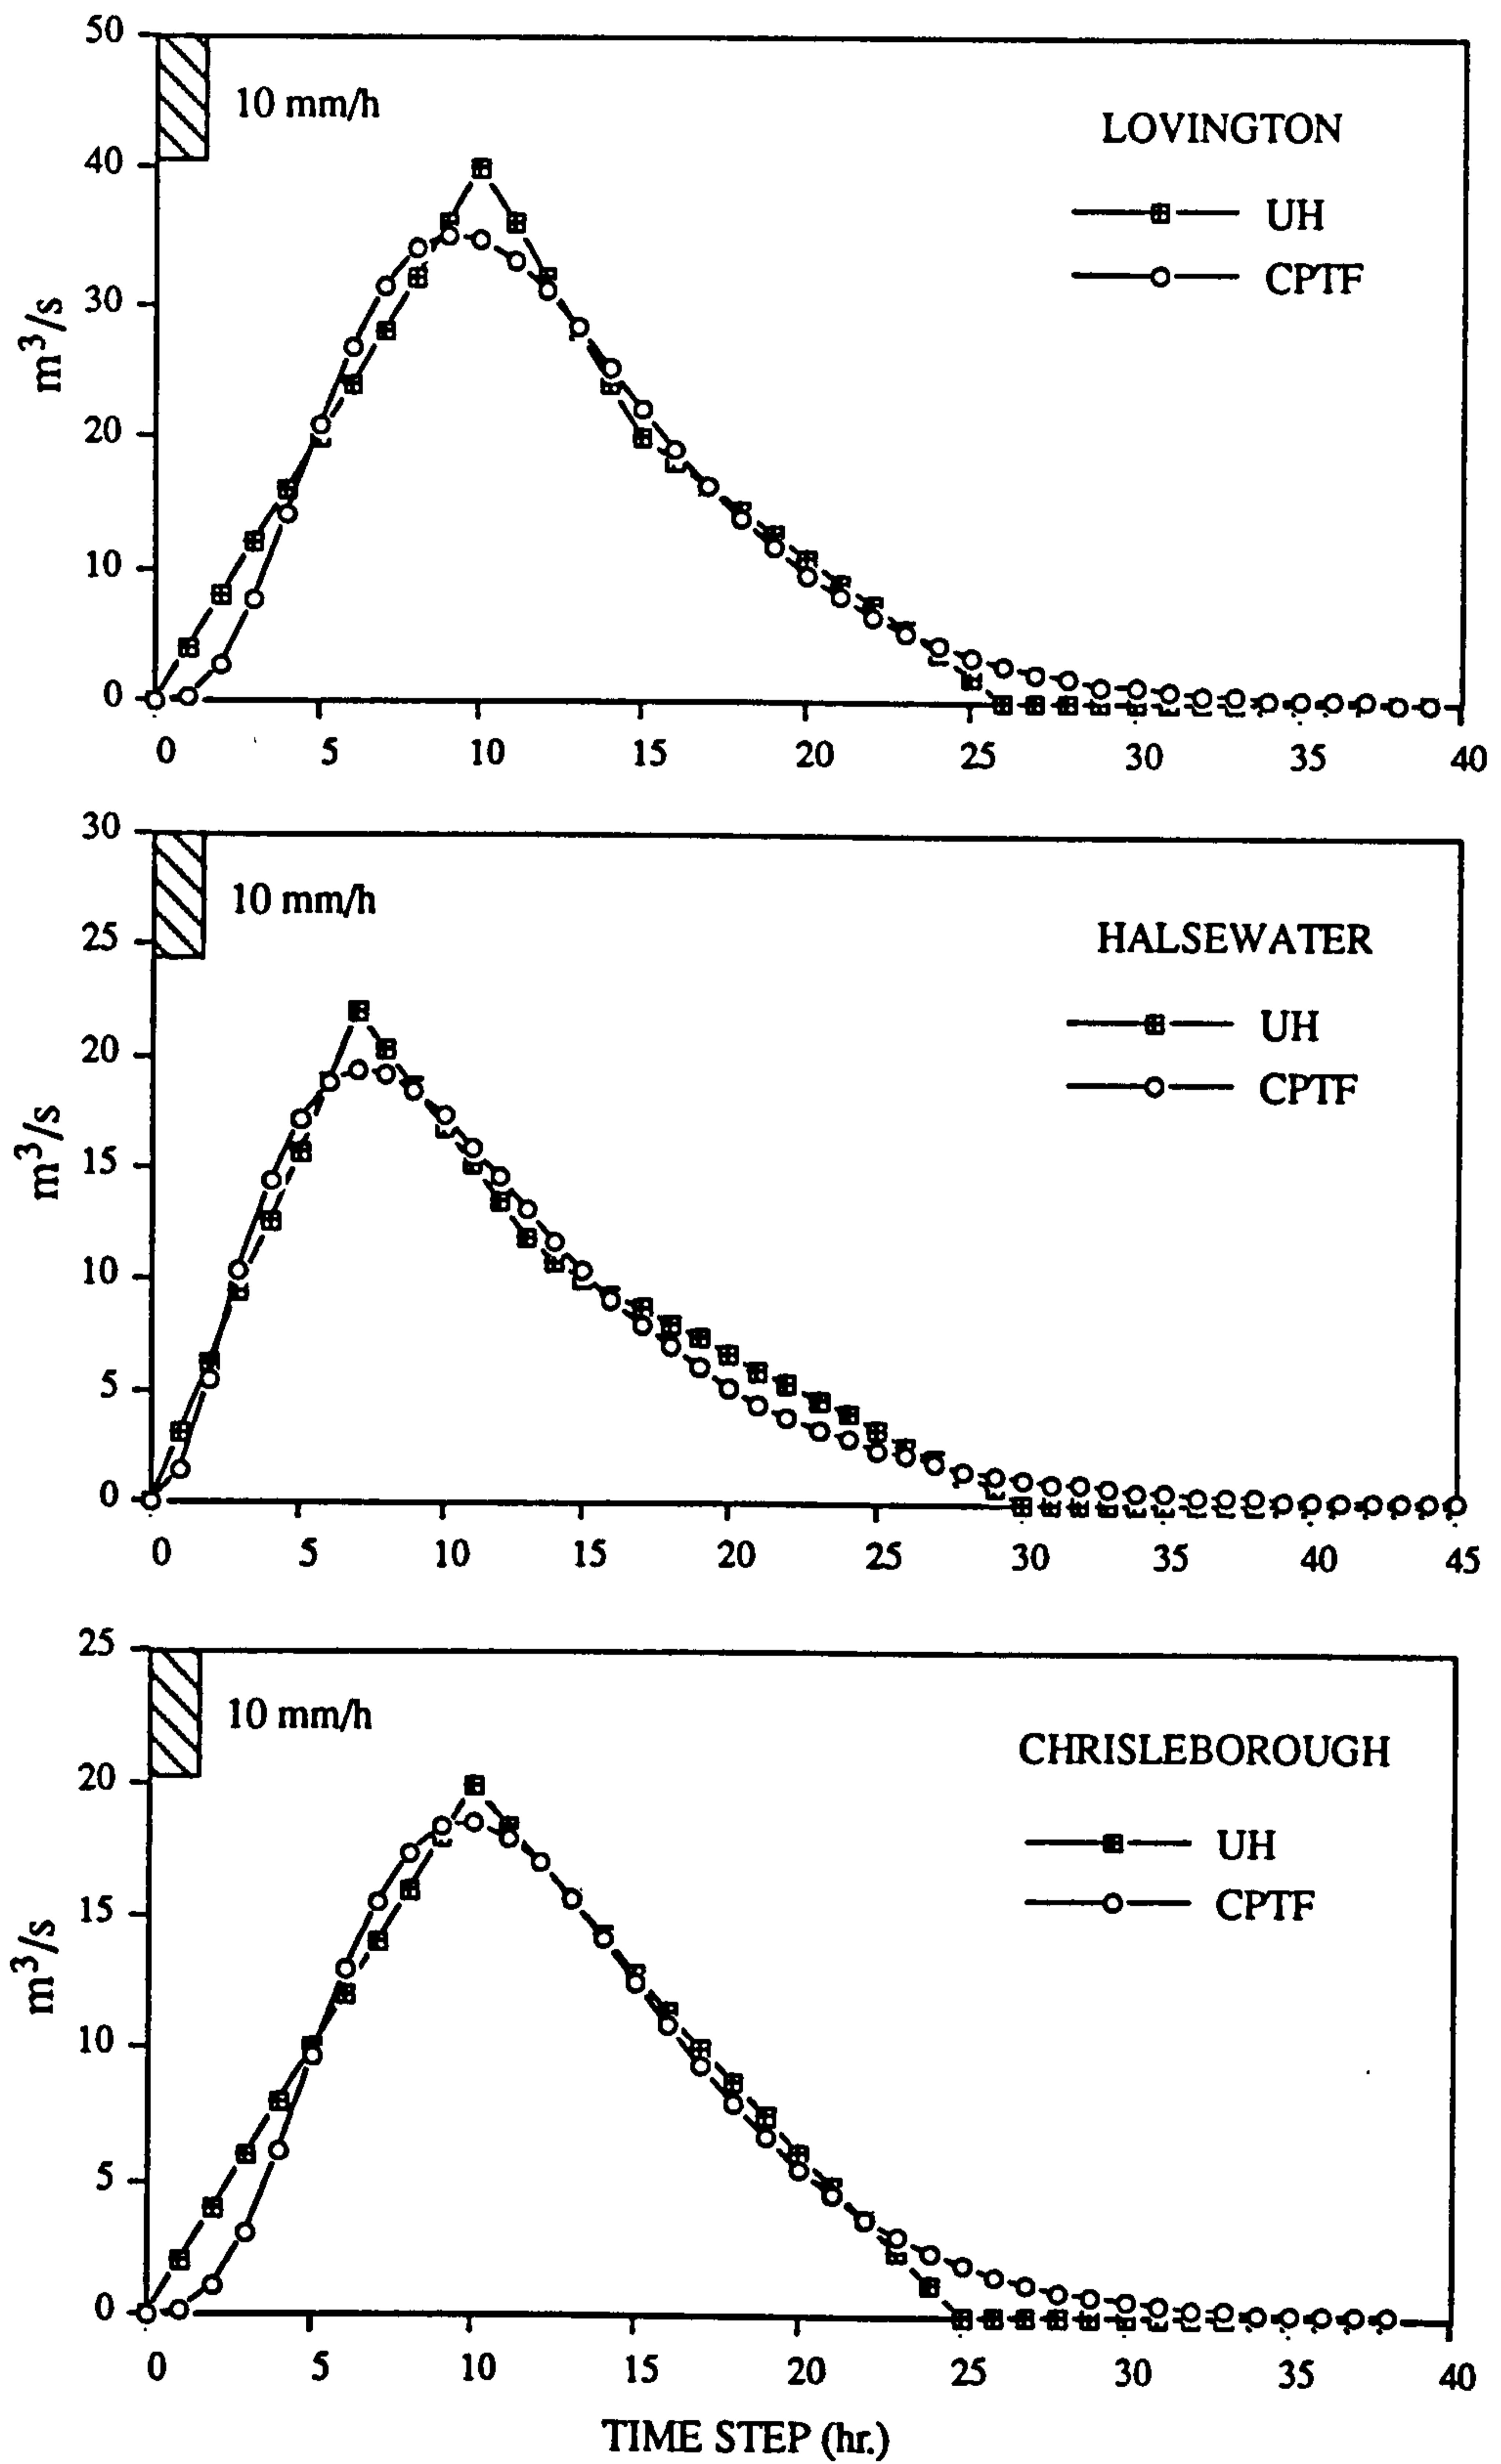 50
10 mm/h
LOVINGTON
40
UH
CPTF
30
m³/s
20
10
0
0 5 10 15 20 25 30 35 40
30
10 mm/h
25
HALSEWATER
UH
20
CPTF
m³/s
15
10
5
0
0 5 10 15 20 25 30 35 40 45
25
10 mm/h
CHRISLEBOROUGH
20
UH
CPTF
15
m³/s
10
5
0
0 5 10 15 20 25 30 35 40
TIME STEP (hr.)